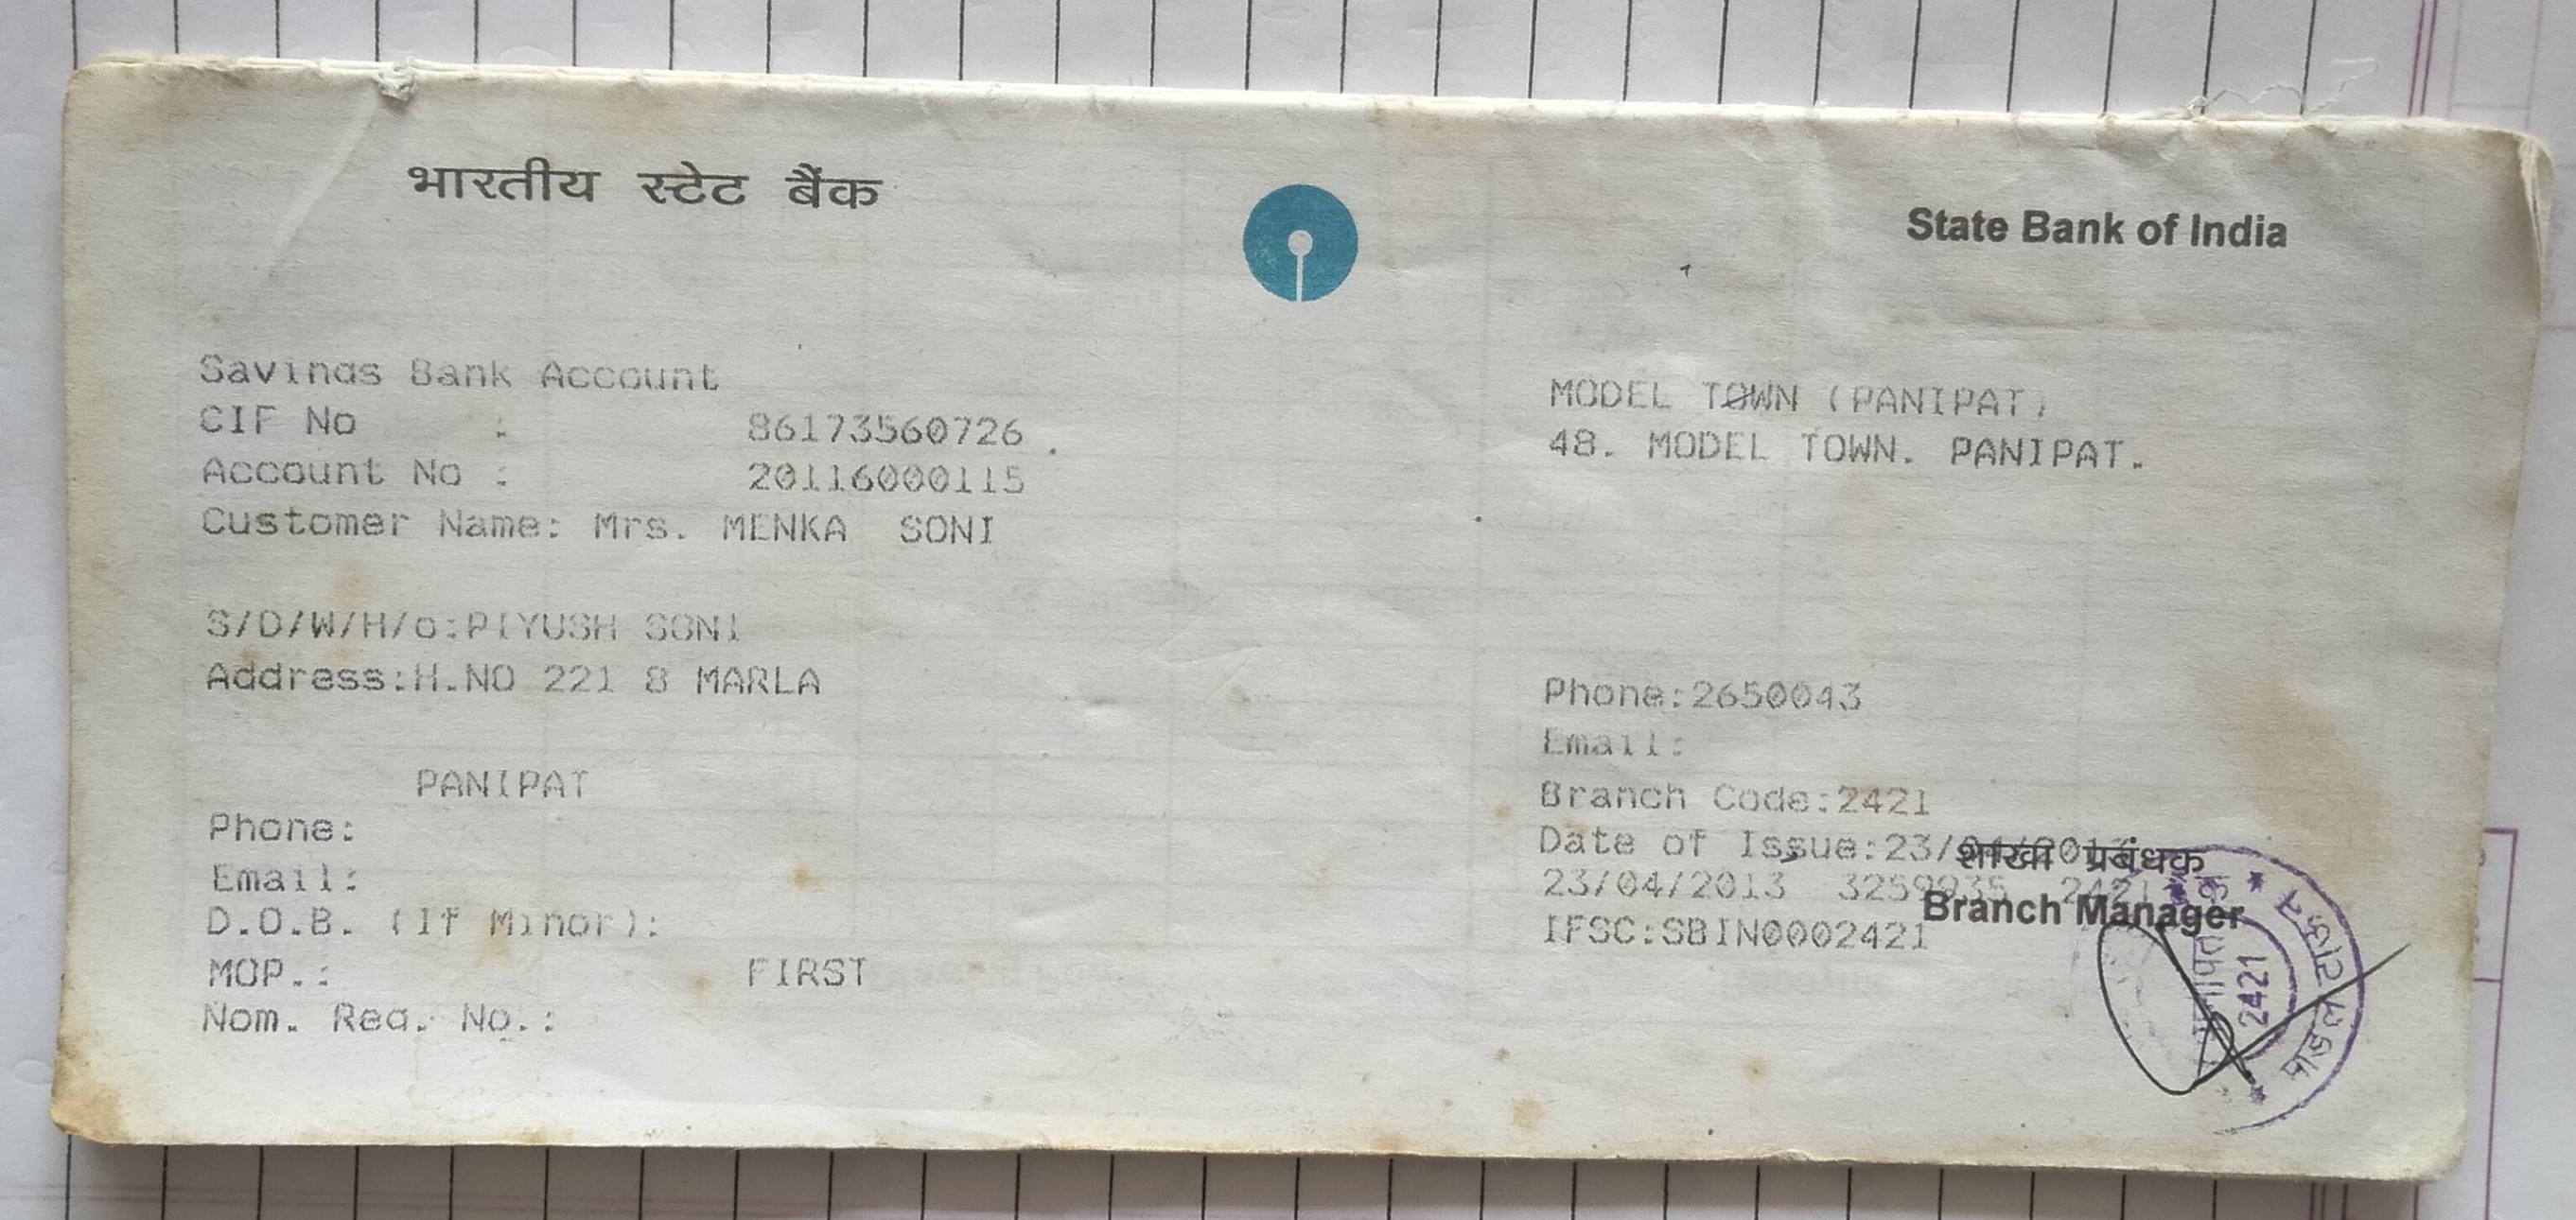 भारतीय स्टेट बैंक
State Bank of India
Savings Bank Account
CIF No : 86173560726
Account No : 20116000115
Customer Name: Mrs. MENKA SONI
S/D/W/H/o:PIYUSH SONI
Address:H.NO 221 8 MARLA
PANIPAT
Phone:
Email:
D.O.B. (If Minor):
MOP.: FIRST
Nom. Reg. No.:
MODEL TOWN (PANIPAT)
48. MODEL TOWN. PANIPAT.
Phone:2650043
Email:
Branch Code:2421
Date of Issue:23/04/2013
शाखा प्रबंधक
23/04/2013 3259935 2421
Branch Manager
IFSC:SBIN0002421
2421